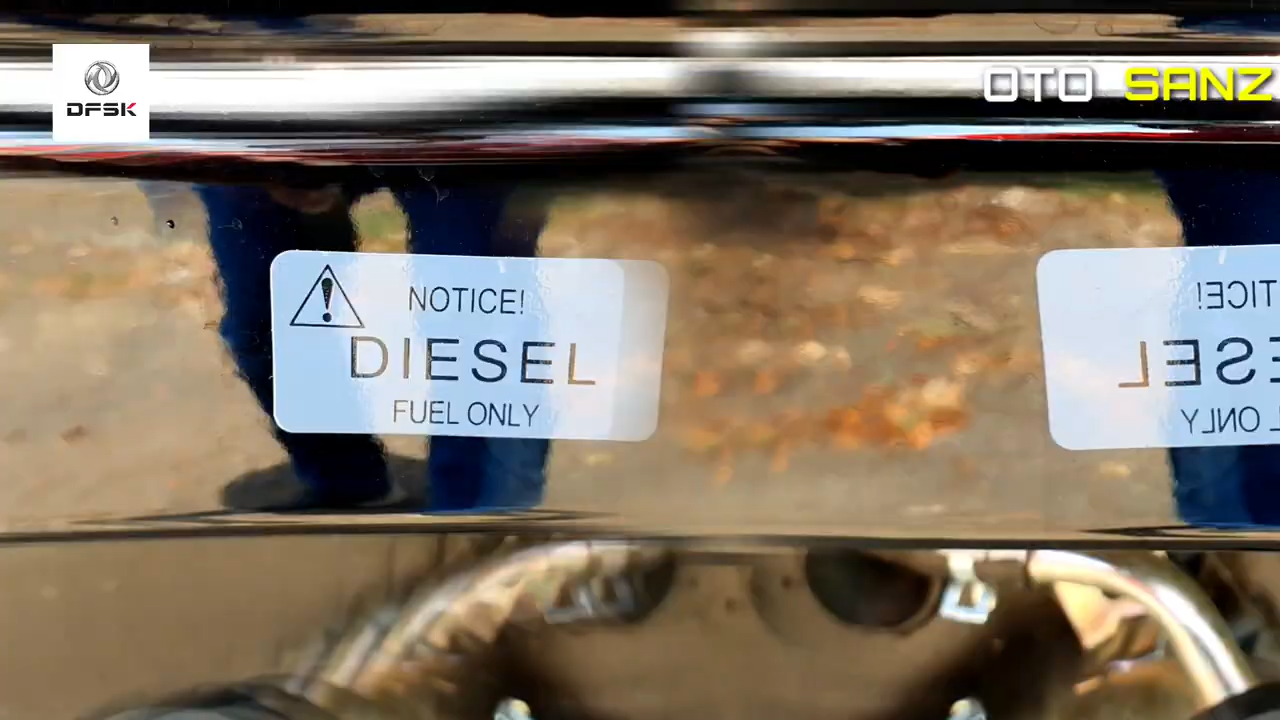 DFSK
OTO SANZ
NOTICE!
DIESEL
FUEL ONLY